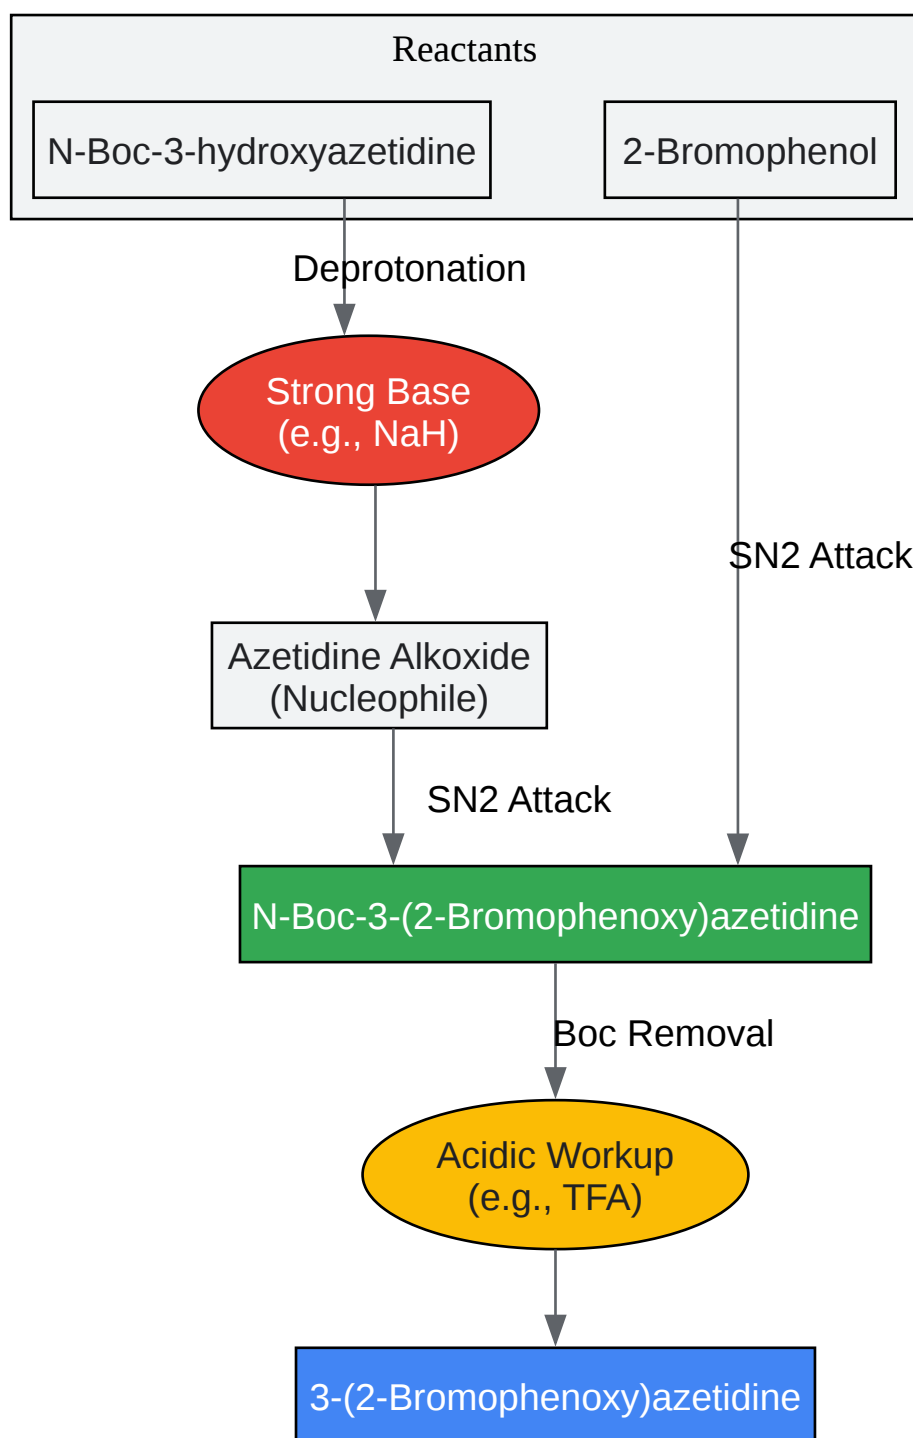 Reactants
N-Boc-3-hydroxyazetidine
2-Bromophenol
Deprotonation
Strong Base
(e.g., NaH)
SN2 Attack
Azetidine Alkoxide
(Nucleophile)
SN2 Attack
N-Boc-3-(2-Bromophenoxy)azetidine
Boc Removal
Acidic Workup
(e.g., TFA)
3-(2-Bromophenoxy)azetidine